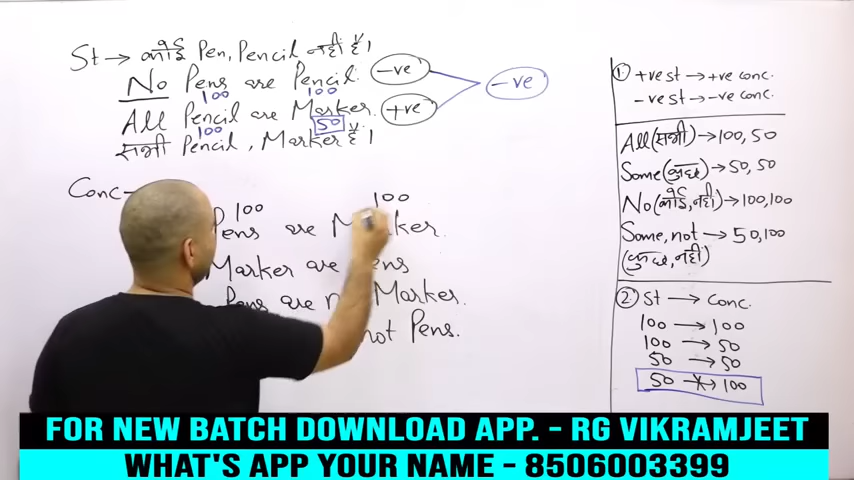 St → कोई Pen, Pencil नहीं है।
No Pens are Pencil. -ve
100 100
-ve
All Pencil are Marker. +ve
100 50
सभी Pencil, Marker है।
Conc
100 100
Pens are Marker.
Marker are Pens
Pens are not Marker.
not Pens.
① +ve st → +ve conc.
-ve st → -ve conc.
All (सभी) → 100, 50
Some (कुछ) → 50, 50
No (कोई, नहीं) → 100, 100
Some, not → 50, 100
(कुछ, नहीं)
② St → Conc.
100 → 100
100 → 50
50 → 50
50 → 100
FOR NEW BATCH DOWNLOAD APP. - RG VIKRAMJEET
WHAT'S APP YOUR NAME - 8506003399